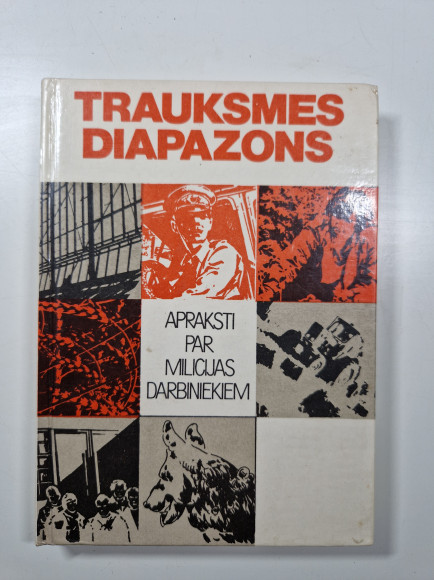 TRAUKSMES
DIAPAZONS
APRAKSTI
PAR
MILICIJAS
DARBINIEKIEM